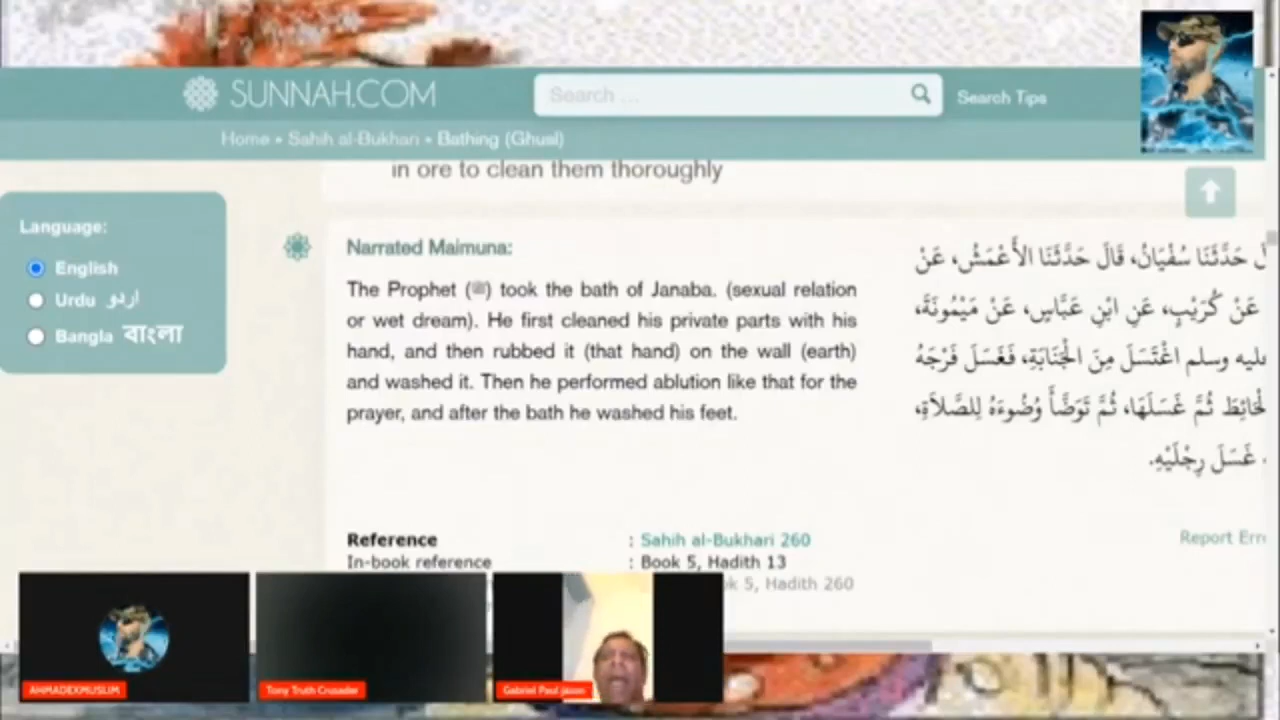 SUNNAH.COM
Search ...
Search Tips
Home • Sahih al-Bukhari • Bathing (Ghusl)
in ore to clean them thoroughly
Language:
English
Urdu اردو
Bangla বাংলা
Narrated Maimuna:
The Prophet (ﷺ) took the bath of Janaba. (sexual relation
or wet dream). He first cleaned his private parts with his
hand, and then rubbed it (that hand) on the wall (earth)
and washed it. Then he performed ablution like that for the
prayer, and after the bath he washed his feet.
حَدَّثَنَا سُفْيَانُ، قَالَ حَدَّثَنَا الأَعْمَشُ، عَنْ
عَنْ كُرَيْبٍ، عَنِ ابْنِ عَبَّاسٍ، عَنْ مَيْمُونَةَ،
عليه وسلم اغْتَسَلَ مِنَ الْجَنَابَةِ، فَغَسَلَ فَرْجَهُ
الْحَائِطَ ثُمَّ غَسَلَهَا، ثُمَّ تَوَضَّأَ وُضُوءَهُ لِلصَّلاَةِ،
غَسَلَ رِجْلَيْهِ.
Reference : Sahih al-Bukhari 260
In-book reference : Book 5, Hadith 13
k 5, Hadith 260
Report Erro
AHMADEXMUSLIM
Tony Truth Crusader
Gabriel Paul jason